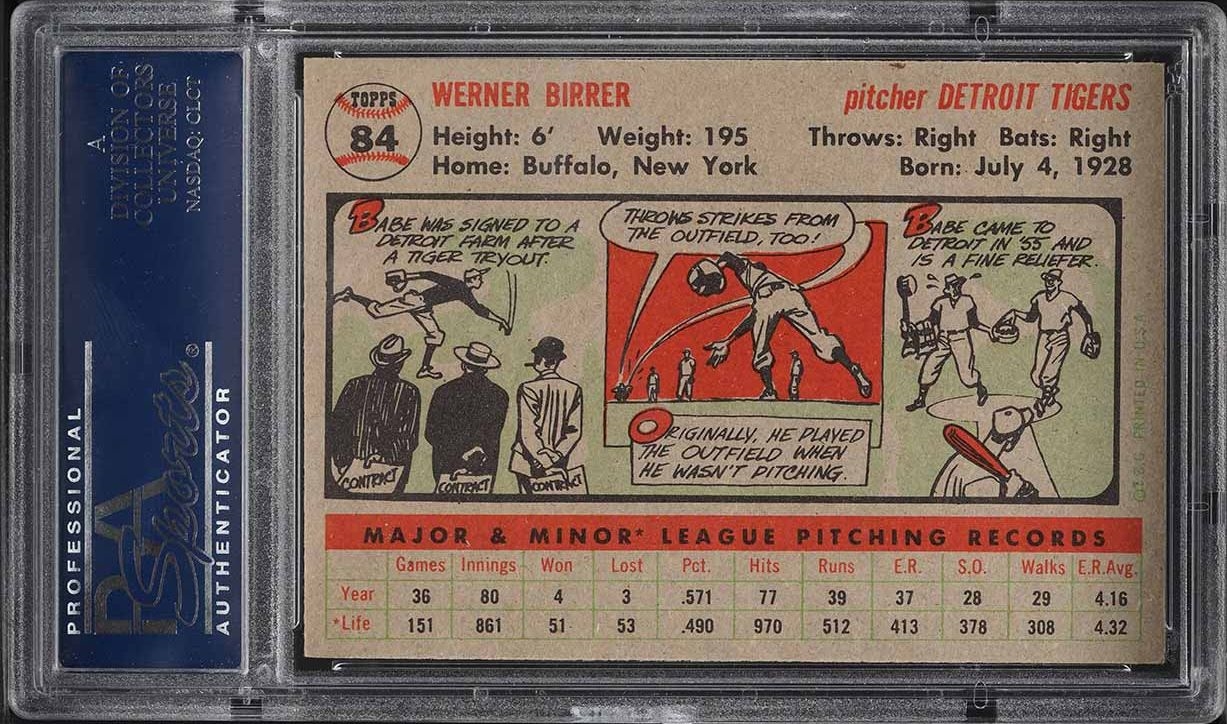 A
DIVISION OF
COLLECTORS
UNIVERSE
NASDAQ: CLCT
PROFESSIONAL
PSA
Sports®
AUTHENTICATOR
TOPPS
84
WERNER BIRRER
pitcher DETROIT TIGERS
Height: 6' Weight: 195 Throws: Right Bats: Right
Home: Buffalo, New York Born: July 4, 1928
BABE WAS SIGNED TO A
DETROIT FARM AFTER
A TIGER TRYOUT.
CONTRACT
CONTRACT
CONTRACT
THROWS STRIKES FROM
THE OUTFIELD, TOO!
ORIGINALLY, HE PLAYED
THE OUTFIELD WHEN
HE WASN'T PITCHING.
BABE CAME TO
DETROIT IN '55 AND
IS A FINE RELIEFER.
PRINTED IN U.S.A.
MAJOR & MINOR* LEAGUE PITCHING RECORDS
Games Innings Won Lost Pct. Hits Runs E.R. S.O. Walks E.R.Avg.
Year 36 80 4 3 .571 77 39 37 28 29 4.16
*Life 151 861 51 53 .490 970 512 413 378 308 4.32